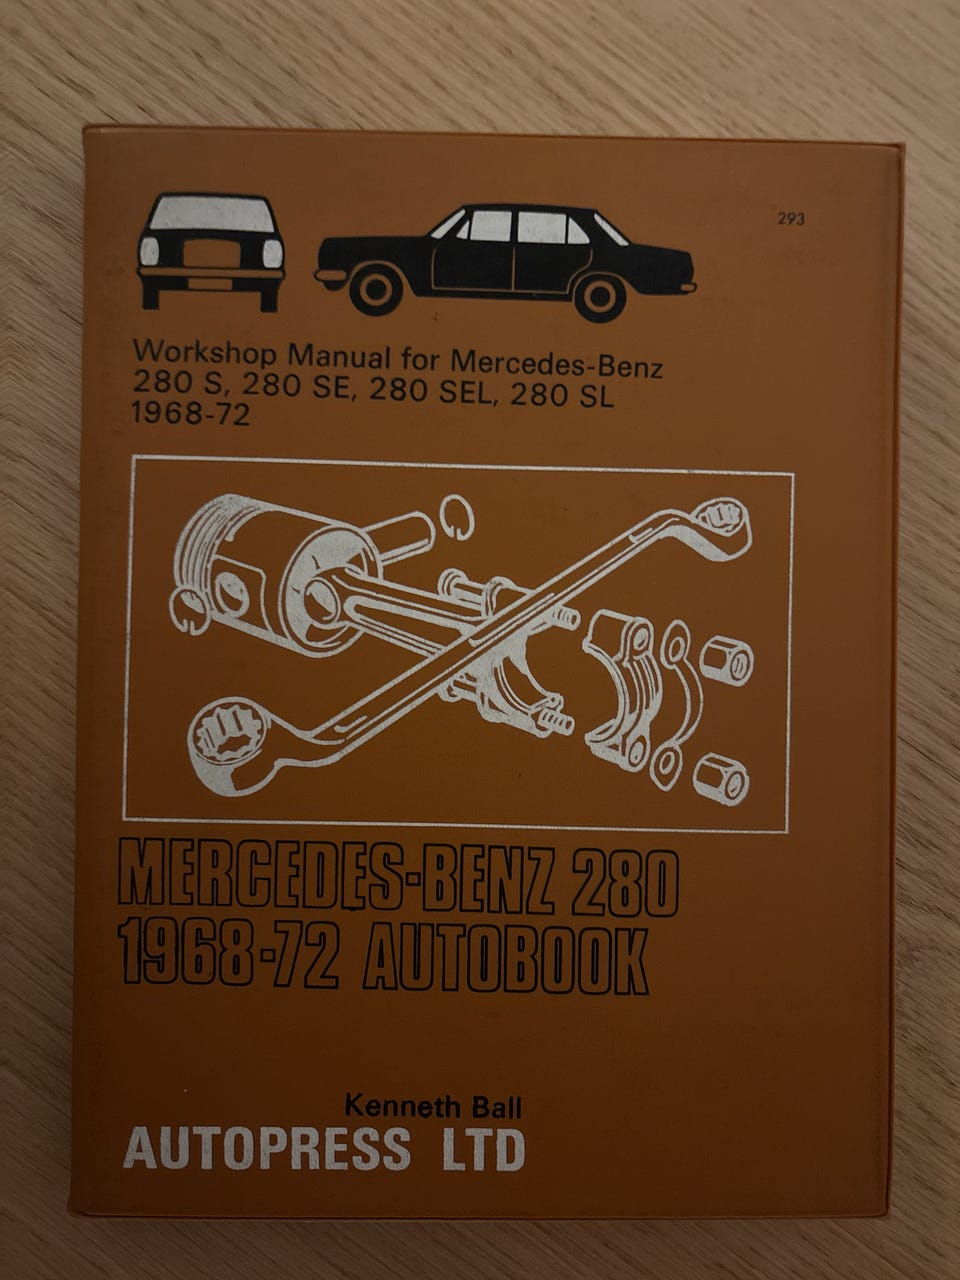 293
Workshop Manual for Mercedes-Benz
280 S, 280 SE, 280 SEL, 280 SL
1968-72
MERCEDES-BENZ 280
1968-72 AUTOBOOK
Kenneth Ball
AUTOPRESS LTD